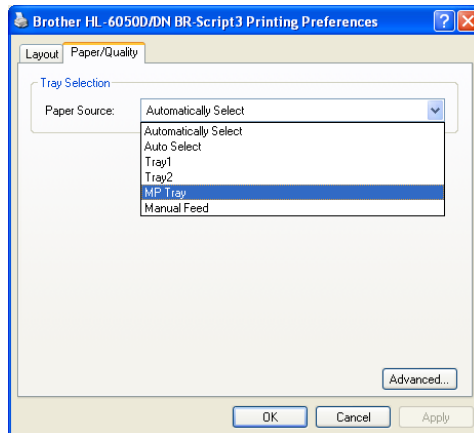 Brother HL-6050D/DN BR-Script3 Printing Preferences
Layout Paper/Quality
Tray Selection
Paper Source: Automatically Select
Automatically Select
Auto Select
Tray1
Tray2
MP Tray
Manual Feed
Advanced...
OK Cancel Apply